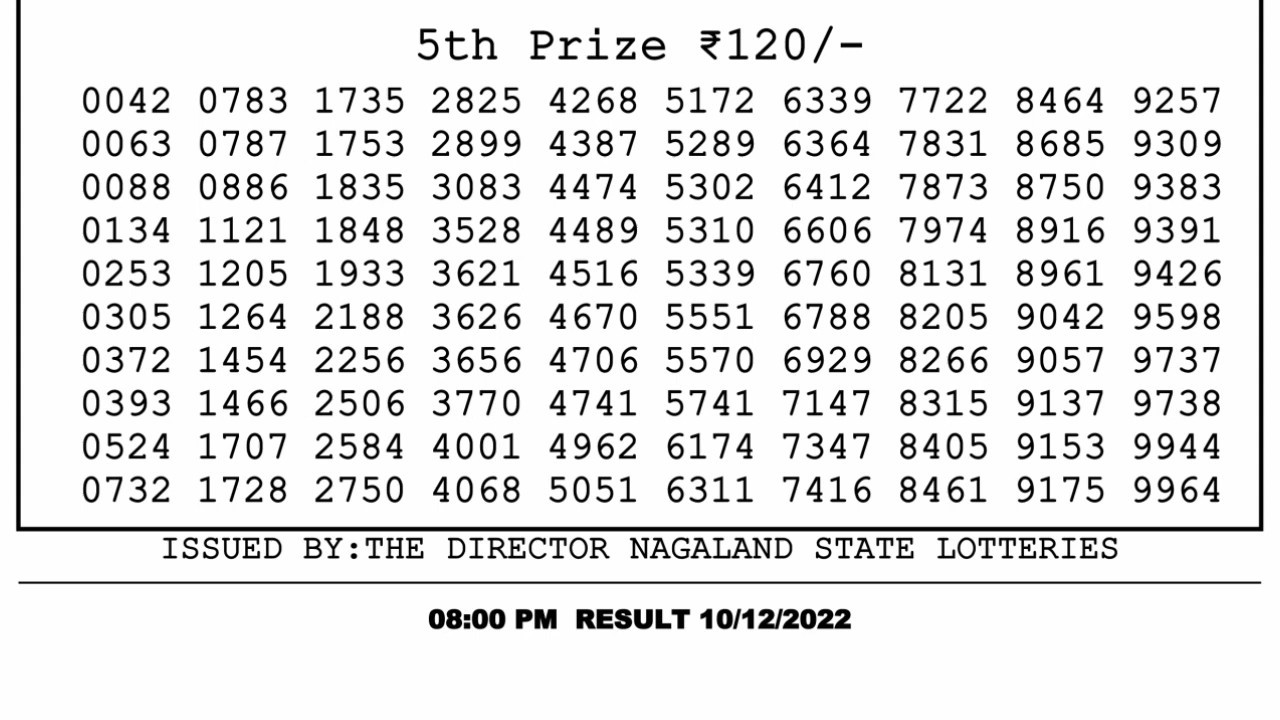 5th Prize ₹120/-
0042 0783 1735 2825 4268 5172 6339 7722 8464 9257
0063 0787 1753 2899 4387 5289 6364 7831 8685 9309
0088 0886 1835 3083 4474 5302 6412 7873 8750 9383
0134 1121 1848 3528 4489 5310 6606 7974 8916 9391
0253 1205 1933 3621 4516 5339 6760 8131 8961 9426
0305 1264 2188 3626 4670 5551 6788 8205 9042 9598
0372 1454 2256 3656 4706 5570 6929 8266 9057 9737
0393 1466 2506 3770 4741 5741 7147 8315 9137 9738
0524 1707 2584 4001 4962 6174 7347 8405 9153 9944
0732 1728 2750 4068 5051 6311 7416 8461 9175 9964
ISSUED BY:THE DIRECTOR NAGALAND STATE LOTTERIES
08:00 PM RESULT 10/12/2022